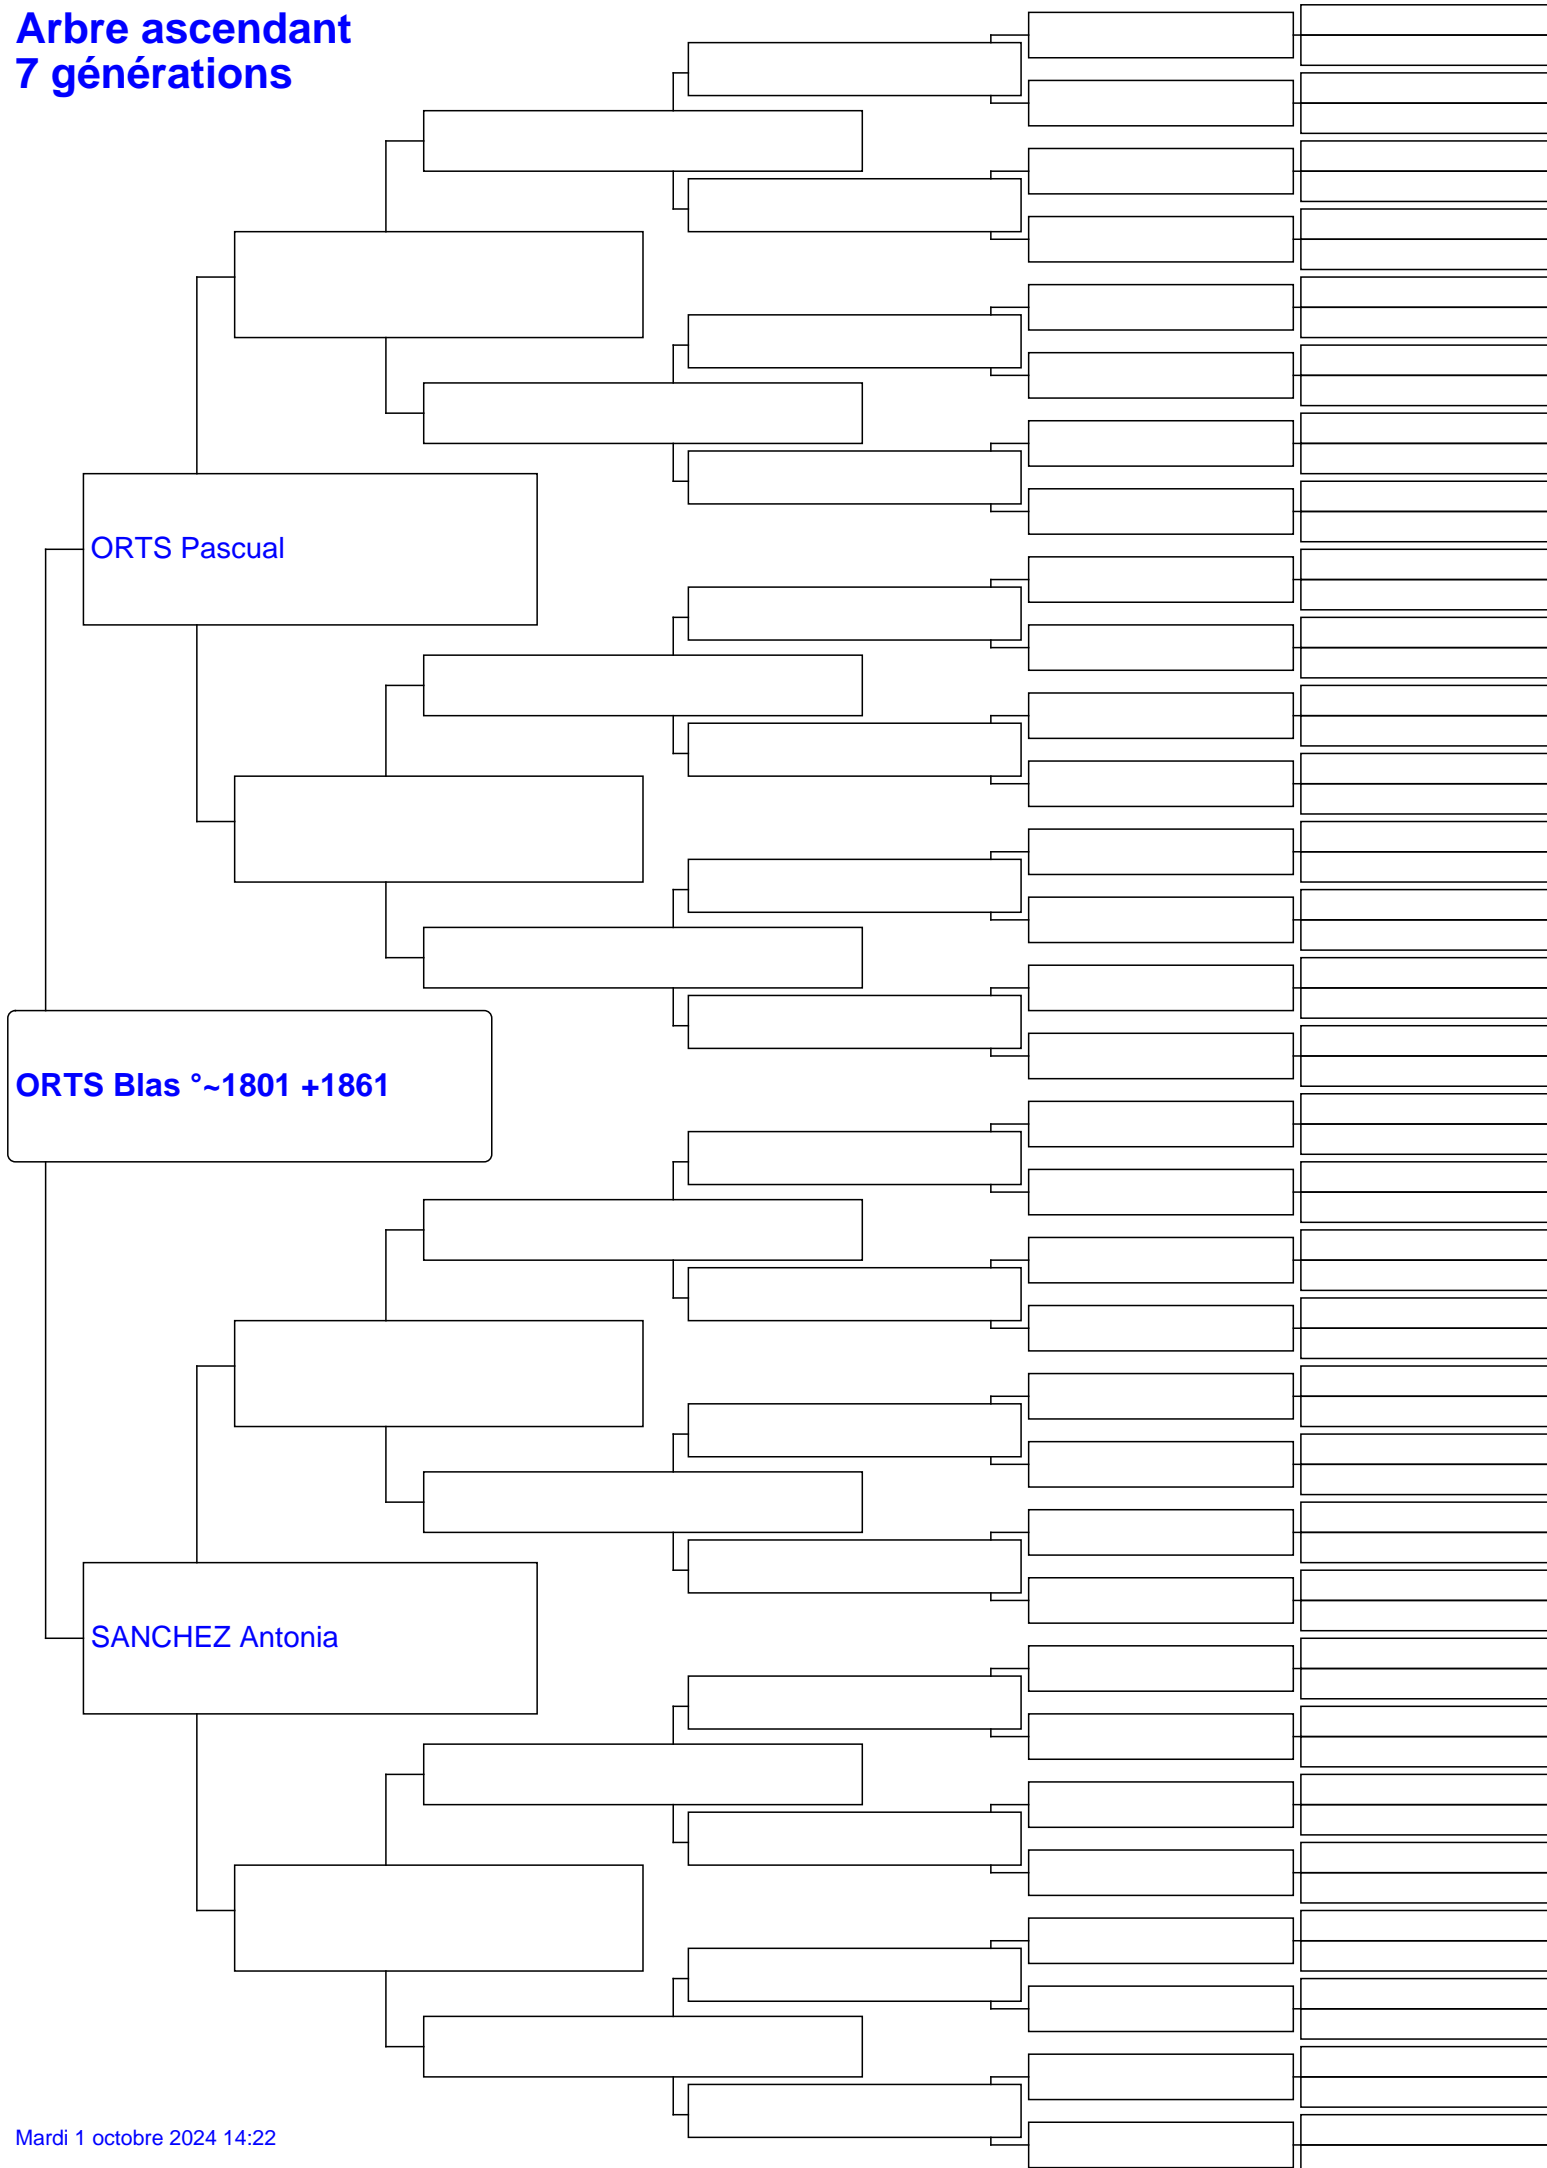 Arbre ascendant
7 générations
ORTS Pascual
ORTS Blas °~1801 +1861
SANCHEZ Antonia
Mardi 1 octobre 2024 14:22